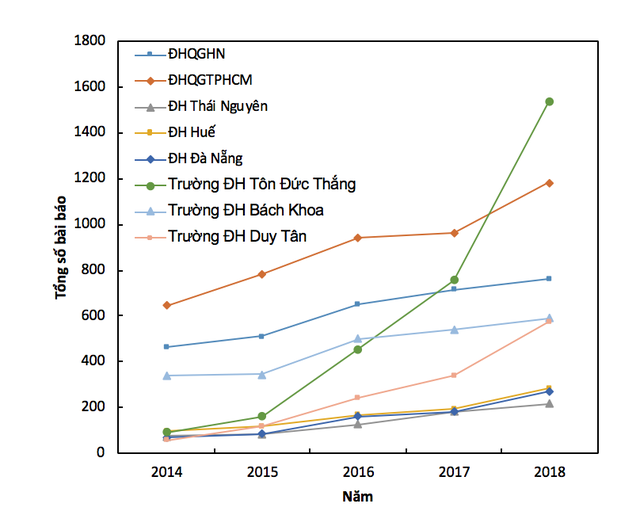 1800
1600
1400
1200
1000
800
600
400
200
0
Tổng số bài báo
ĐHQGHN
ĐHQGTPHCM
ĐH Thái Nguyên
ĐH Huế
ĐH Đà Nẵng
Trường ĐH Tôn Đức Thắng
Trường ĐH Bách Khoa
Trường ĐH Duy Tân
2014 2015 2016 2017 2018
Năm